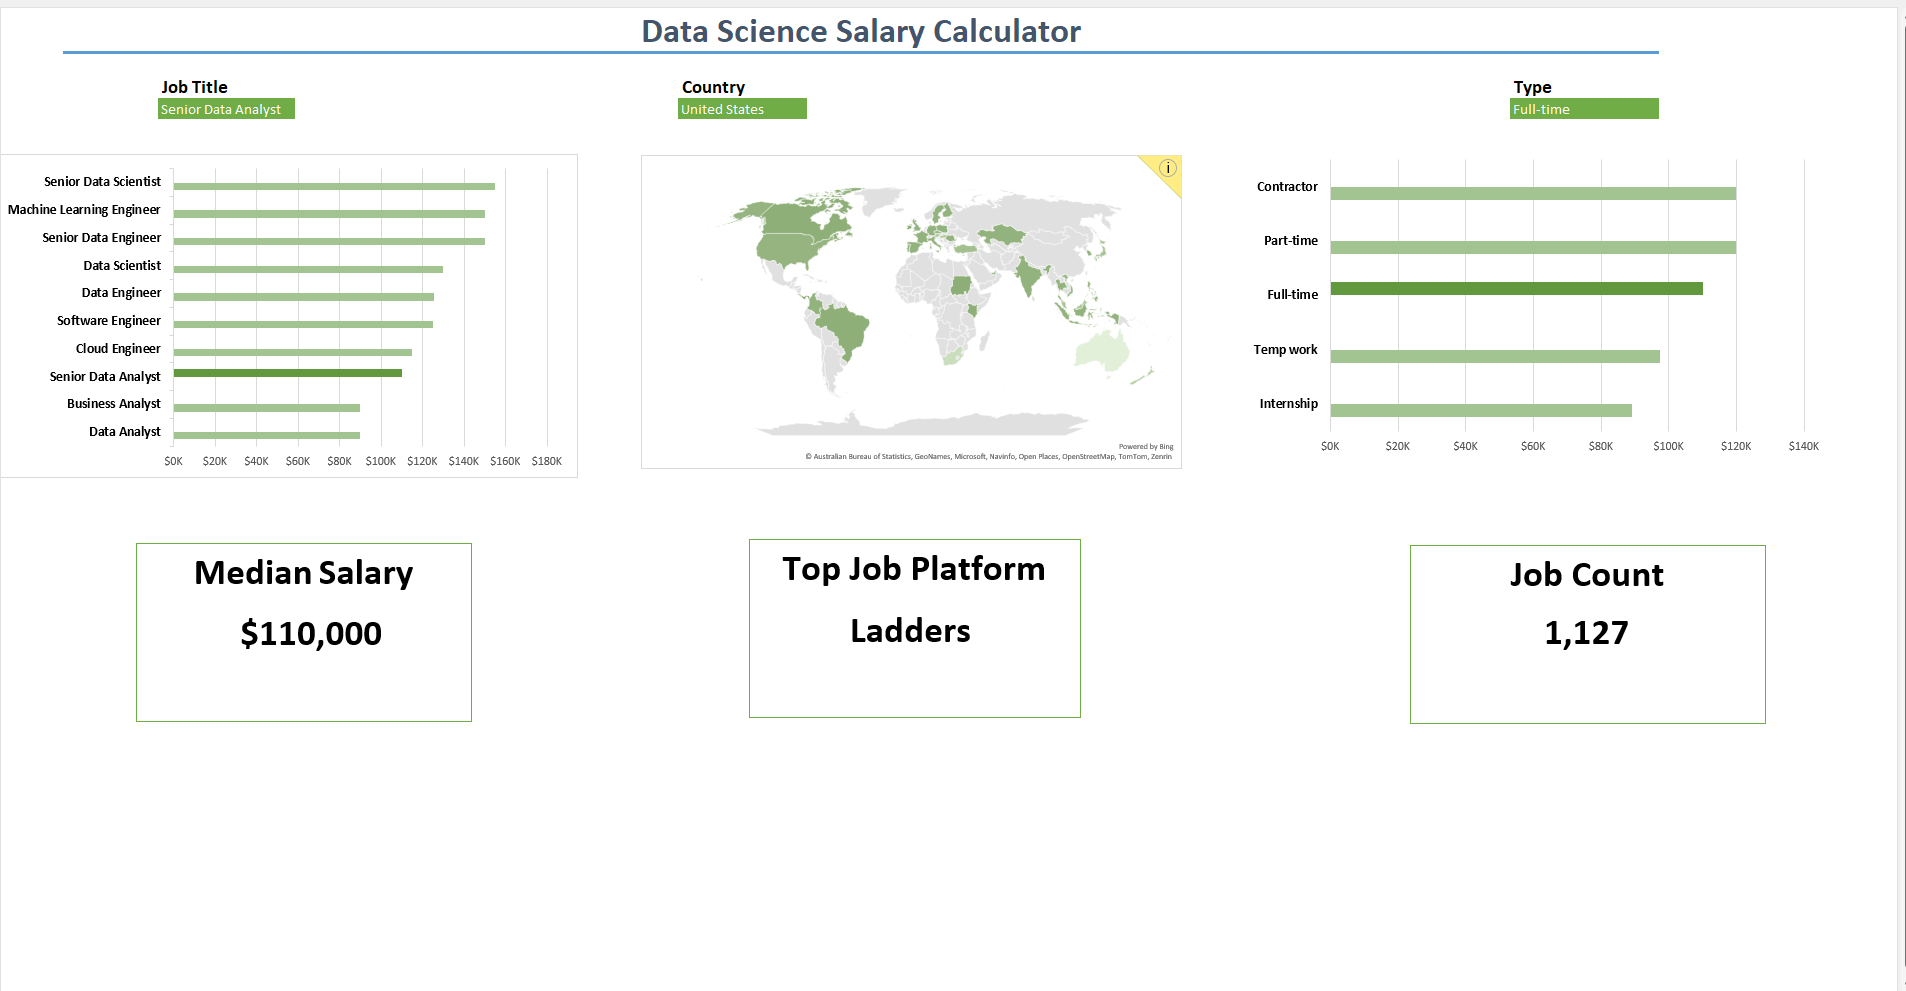 Data Science Salary Calculator
Job Title
Senior Data Analyst
Country
United States
Type
Full-time
Senior Data Scientist
Machine Learning Engineer
Senior Data Engineer
Data Scientist
Data Engineer
Software Engineer
Cloud Engineer
Senior Data Analyst
Business Analyst
Data Analyst
$0K $20K $40K $60K $80K $100K $120K $140K $160K $180K
i
Powered by Bing
© Australian Bureau of Statistics, GeoNames, Microsoft, Navinfo, Open Places, OpenStreetMap, TomTom, Zenrin
Contractor
Part-time
Full-time
Temp work
Internship
$0K $20K $40K $60K $80K $100K $120K $140K
Median Salary
$110,000
Top Job Platform
Ladders
Job Count
1,127